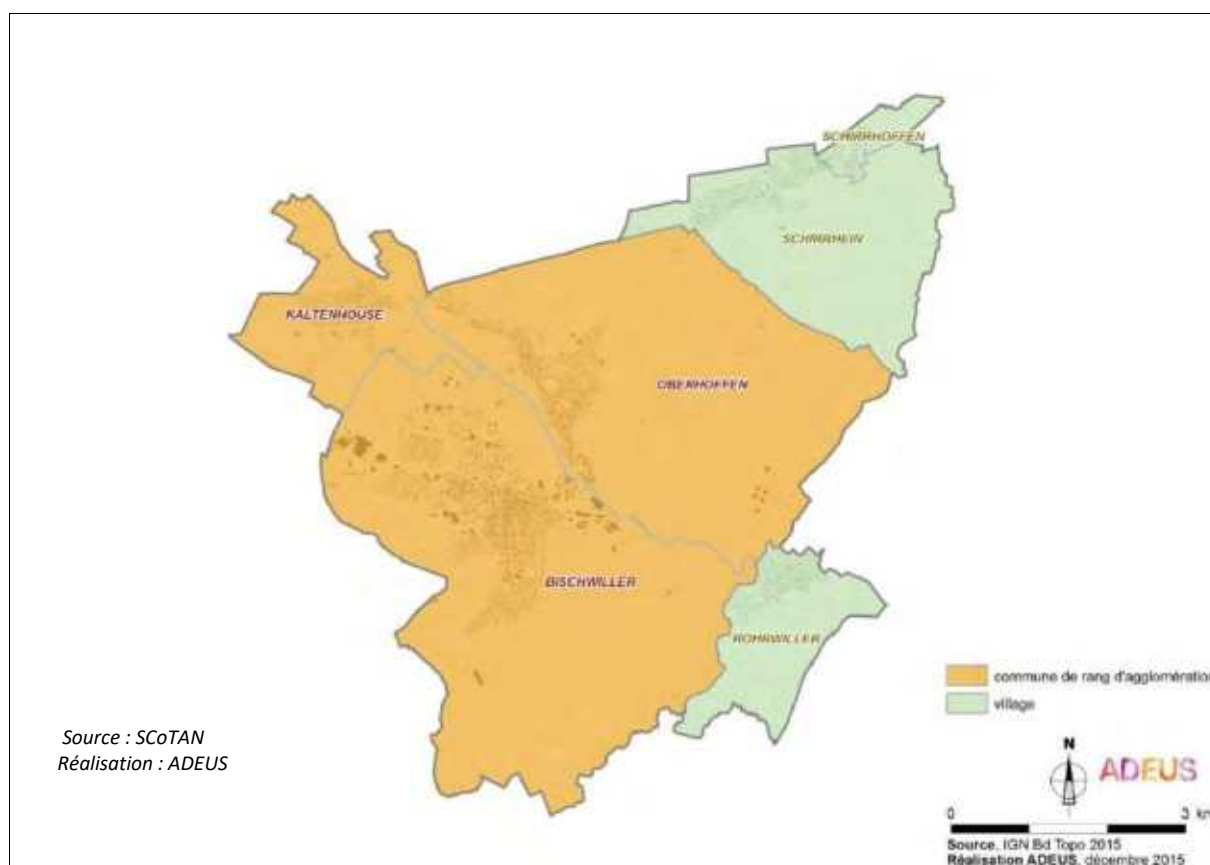 SCHIRRHOFFEN
SCHIRRHEIN
KALTENHOUSE
OBERHOFFEN
BISCHWILLER
ROHRWILLER
commune de rang d'agglomération
village
Source : SCoTAN
Réalisation : ADEUS
N
ADEUS
0 3 km
Source, IGN Bd Topo 2015
Réalisation ADEUS, décembre 2015